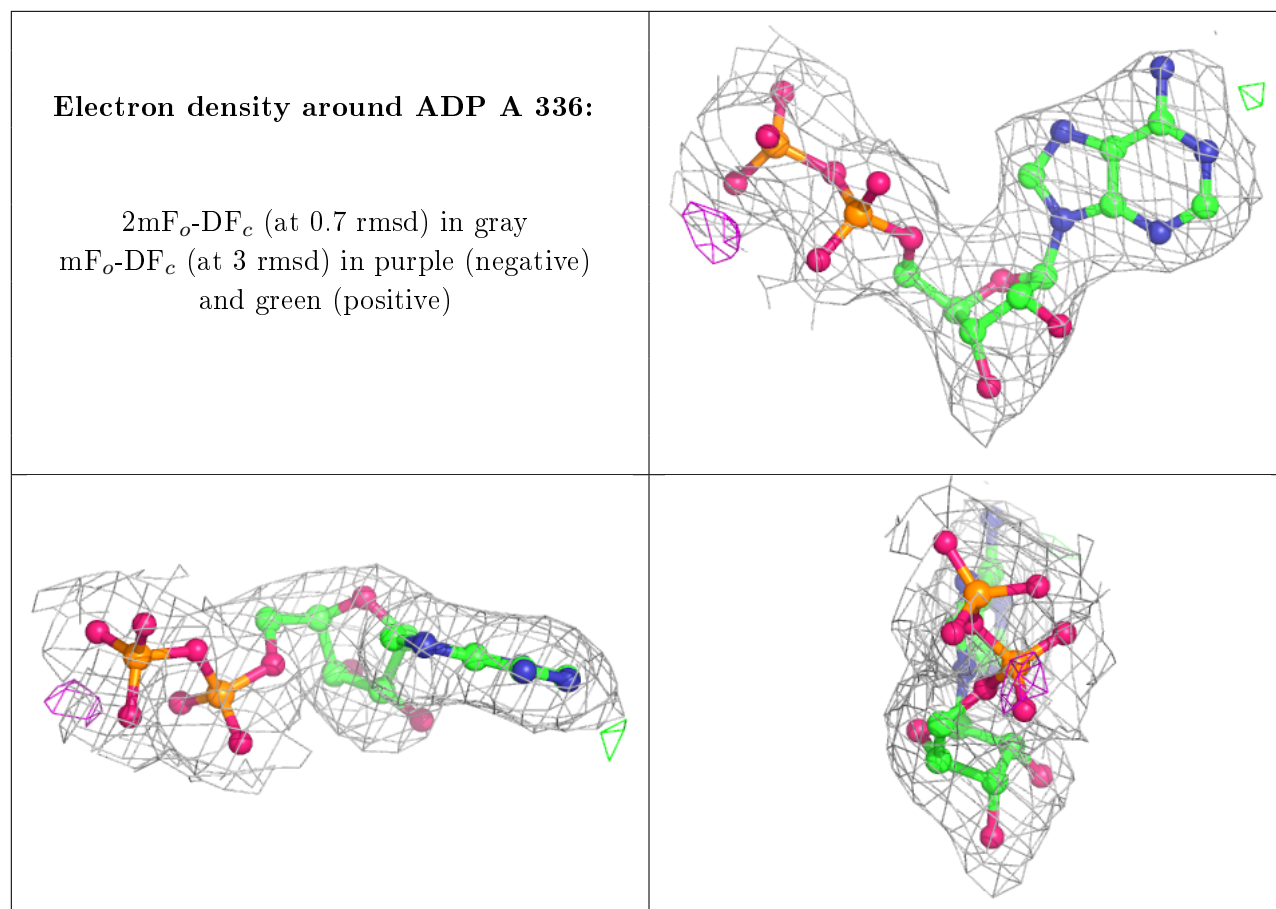 Electron density around ADP A 336:
2mFo-DFc (at 0.7 rmsd) in gray
mFo-DFc (at 3 rmsd) in purple (negative)
and green (positive)